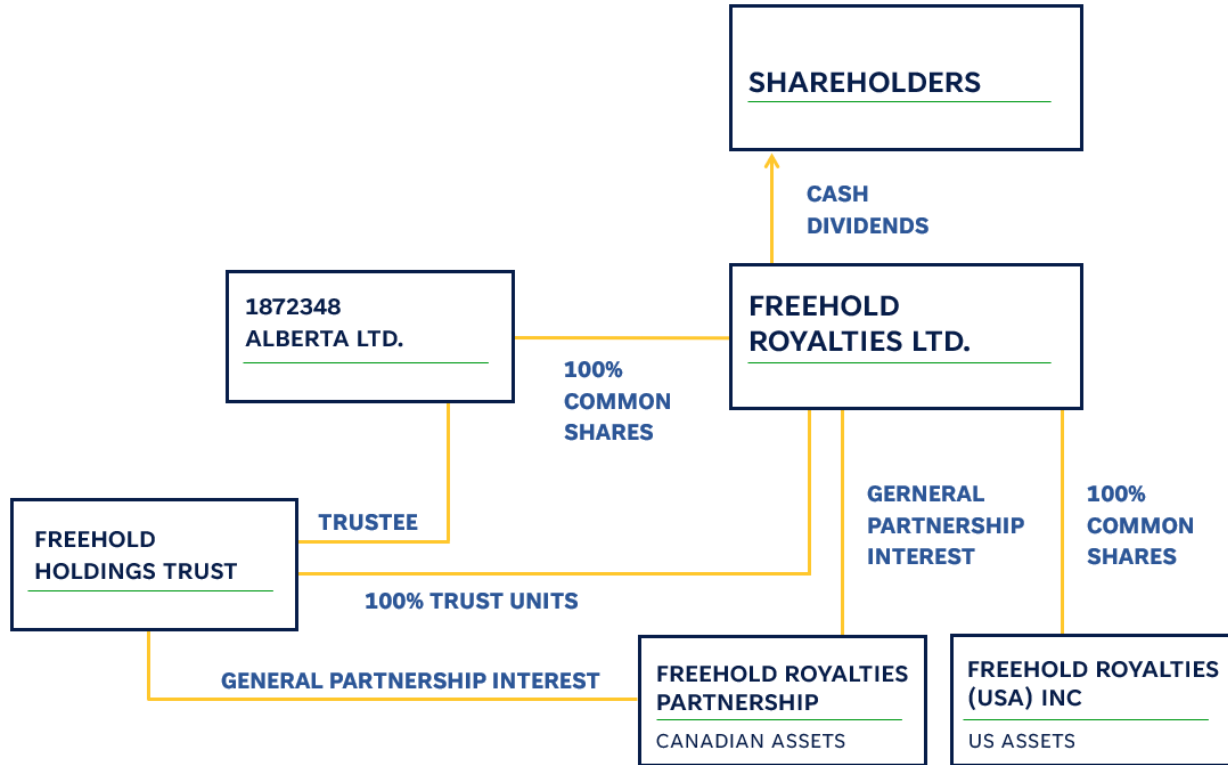 SHAREHOLDERS
CASH
DIVIDENDS
1872348
ALBERTA LTD.
FREEHOLD
ROYALTIES LTD.
100%
COMMON
SHARES
FREEHOLD
HOLDINGS TRUST
TRUSTEE
100% TRUST UNITS
GERNERAL
PARTNERSHIP
INTEREST
100%
COMMON
SHARES
GENERAL PARTNERSHIP INTEREST
FREEHOLD ROYALTIES
PARTNERSHIP
CANADIAN ASSETS
FREEHOLD ROYALTIES
(USA) INC
US ASSETS